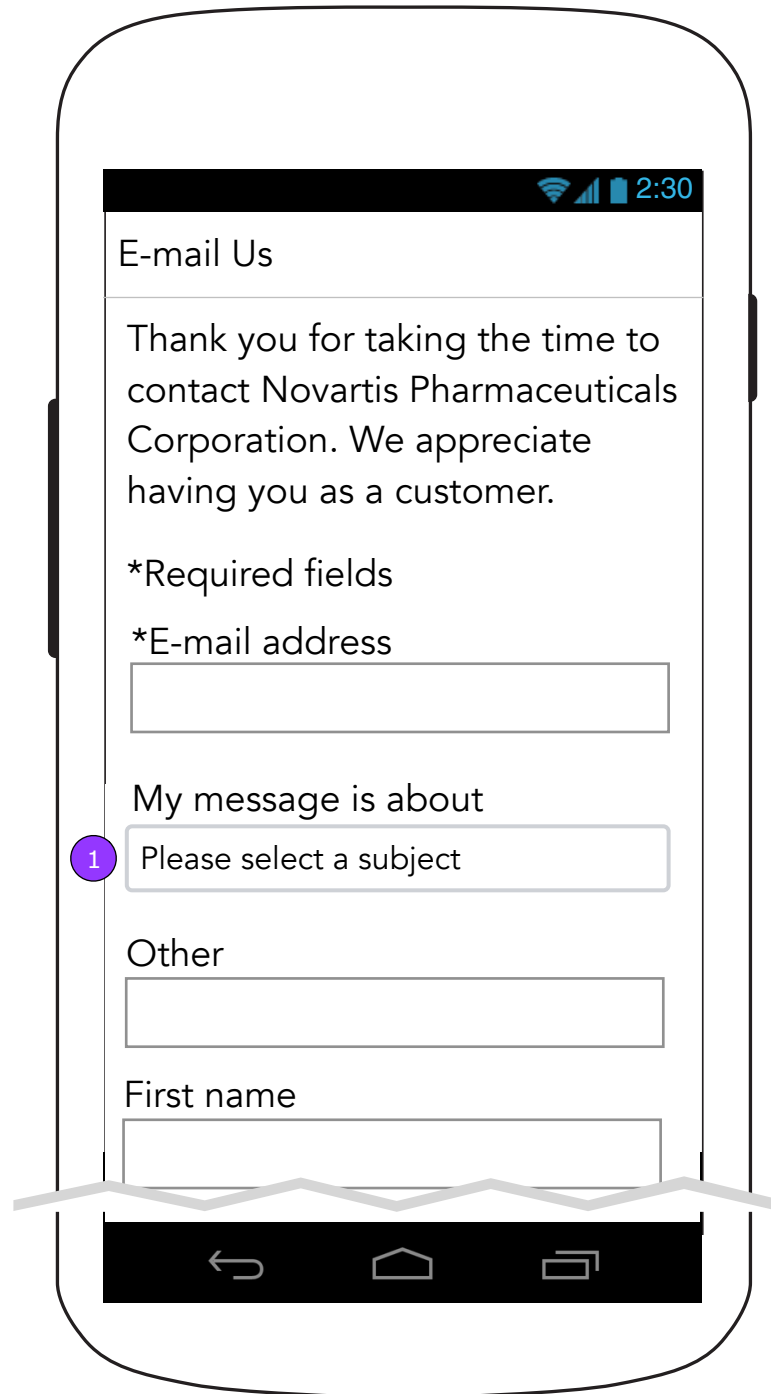 2:30
E-mail Us
Thank you for taking the time to
contact Novartis Pharmaceuticals
Corporation. We appreciate
having you as a customer.
*Required fields
*E-mail address
My message is about
1 Please select a subject
Other
First name